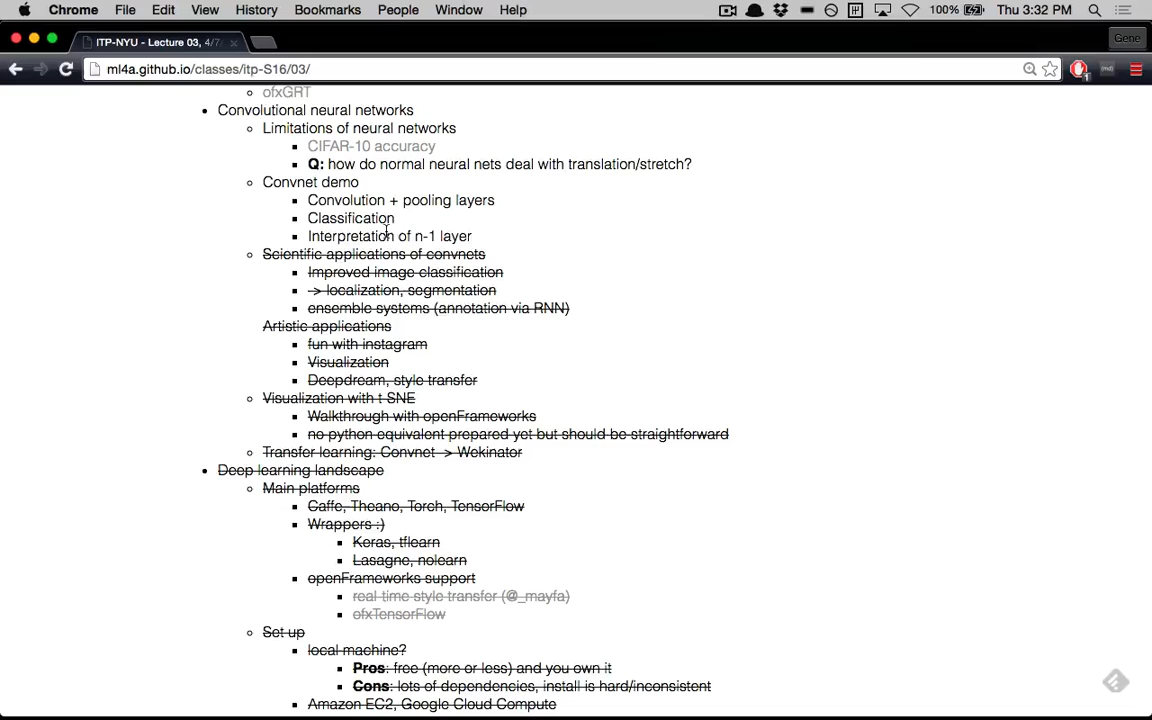 Chrome File Edit View History Bookmarks People Window Help 100% Thu 3:32 PM
ITP-NYU - Lecture 03, 4/7/ Gene
ml4a.github.io/classes/itp-S16/03/
ofxGRT
Convolutional neural networks
Limitations of neural networks
CIFAR-10 accuracy
Q: how do normal neural nets deal with translation/stretch?
Convnet demo
Convolution + pooling layers
Classification
Interpretation of n-1 layer
Scientific applications of convnets
Improved image classification
-> localization, segmentation
ensemble systems (annotation via RNN)
Artistic applications
fun with instagram
Visualization
Deepdream, style transfer
Visualization with t-SNE
Walkthrough with openFrameworks
no python equivalent prepared yet but should be straightforward
Transfer learning: Convnet -> Wekinator
Deep learning landscape
Main platforms
Caffe, Theano, Torch, TensorFlow
Wrappers :)
Keras, tflearn
Lasagne, nolearn
openFrameworks support
real-time style transfer (@_mayfa)
ofxTensorFlow
Set up
local machine?
Pros: free (more or less) and you own it
Cons: lots of dependencies, install is hard/inconsistent
Amazon EC2, Google Cloud Compute